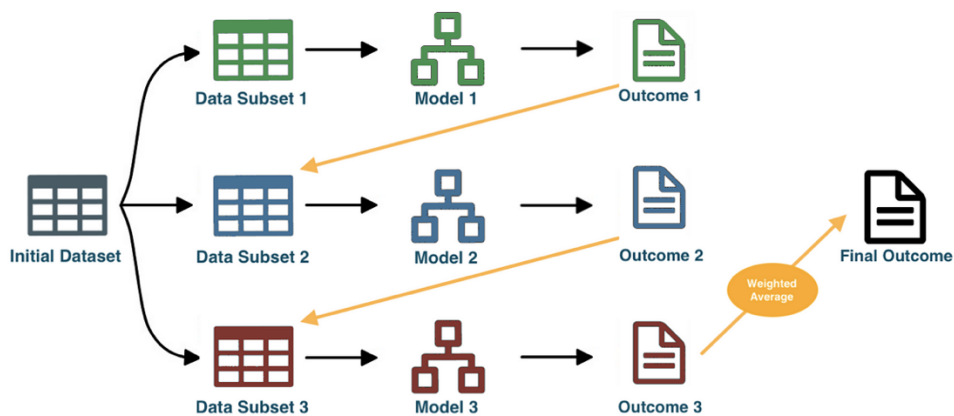 Data Subset 1
Model 1
Outcome 1
Initial Dataset
Data Subset 2
Model 2
Outcome 2
Weighted
Average
Final Outcome
Data Subset 3
Model 3
Outcome 3